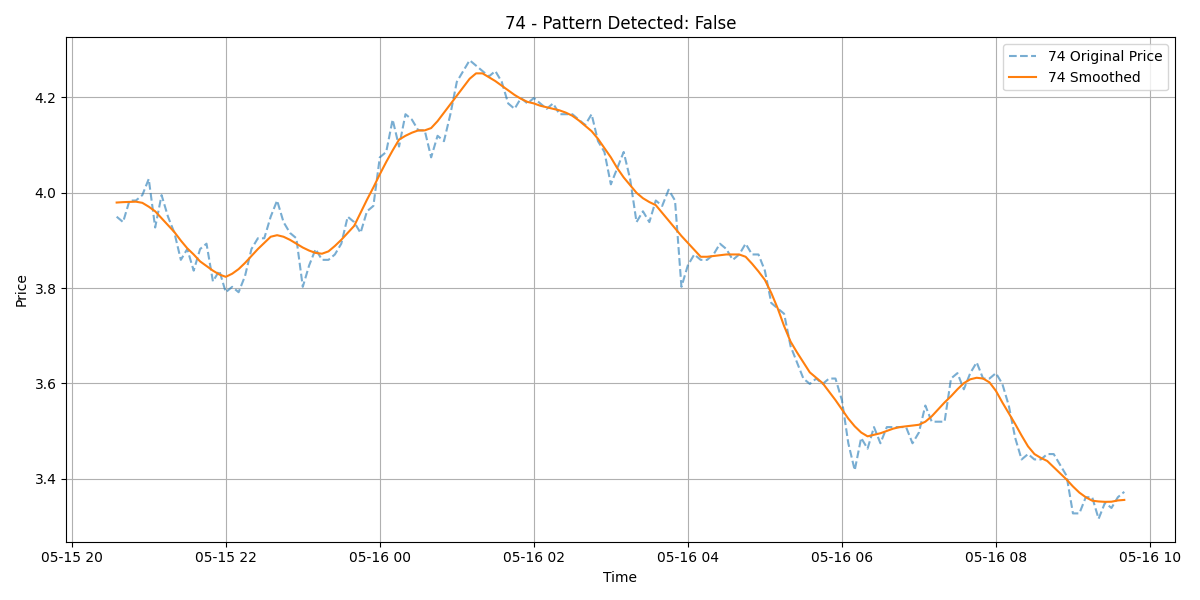 74 - Pattern Detected: False
74 Original Price
74 Smoothed
Price
4.2
4.0
3.8
3.6
3.4
05-15 20
05-15 22
05-16 00
05-16 02
05-16 04
05-16 06
05-16 08
05-16 10
Time